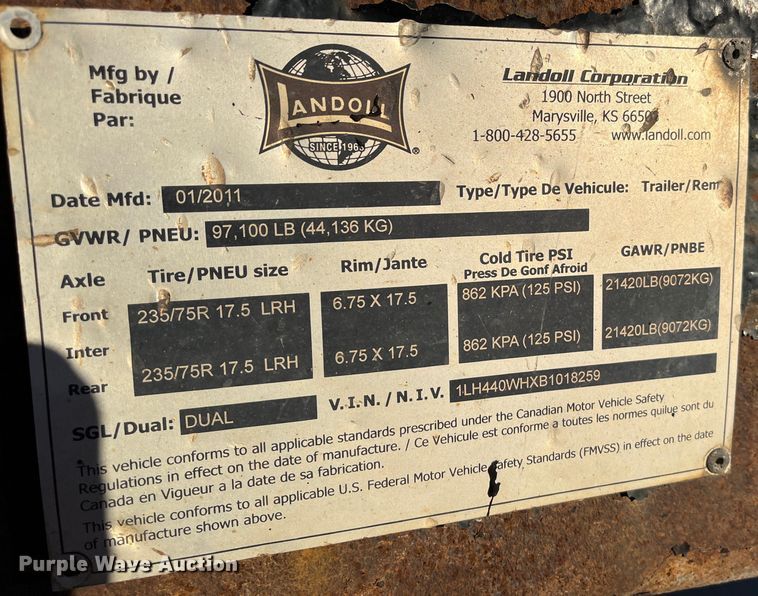 Mfg by /
Fabrique
Par:
LANDOLL
SINCE 1963
®
Landoll Corporation
1900 North Street
Marysville, KS 66507
1-800-428-5655 www.landoll.com
Date Mfd: 01/2011 Type/Type De Vehicule: Trailer/Rem
GVWR/ PNEU: 97,100 LB (44,136 KG)
Axle Tire/PNEU size Rim/Jante Cold Tire PSI GAWR/PNBE
Press De Gonf Afroid
Front 235/75R 17.5 LRH 6.75 X 17.5 862 KPA (125 PSI) 21420LB(9072KG)
Inter
Rear 235/75R 17.5 LRH 6.75 X 17.5 862 KPA (125 PSI) 21420LB(9072KG)
SGL/Dual: DUAL V.I.N. / N.I.V. 1LH440WHXB1018259
This vehicle conforms to all applicable standards prescribed under the Canadian Motor Vehicle Safety
Regulations in effect on the date of manufacture. / Ce Vehicule est conforme a toutes les normes quilue sont du
Canada en Vigueur a la date de sa fabrication.
This vehicle conforms to all applicable U.S. Federal Motor Vehicle Safety Standards (FMVSS) in effect on the date
of manufacture shown above.
Purple Wave Auction